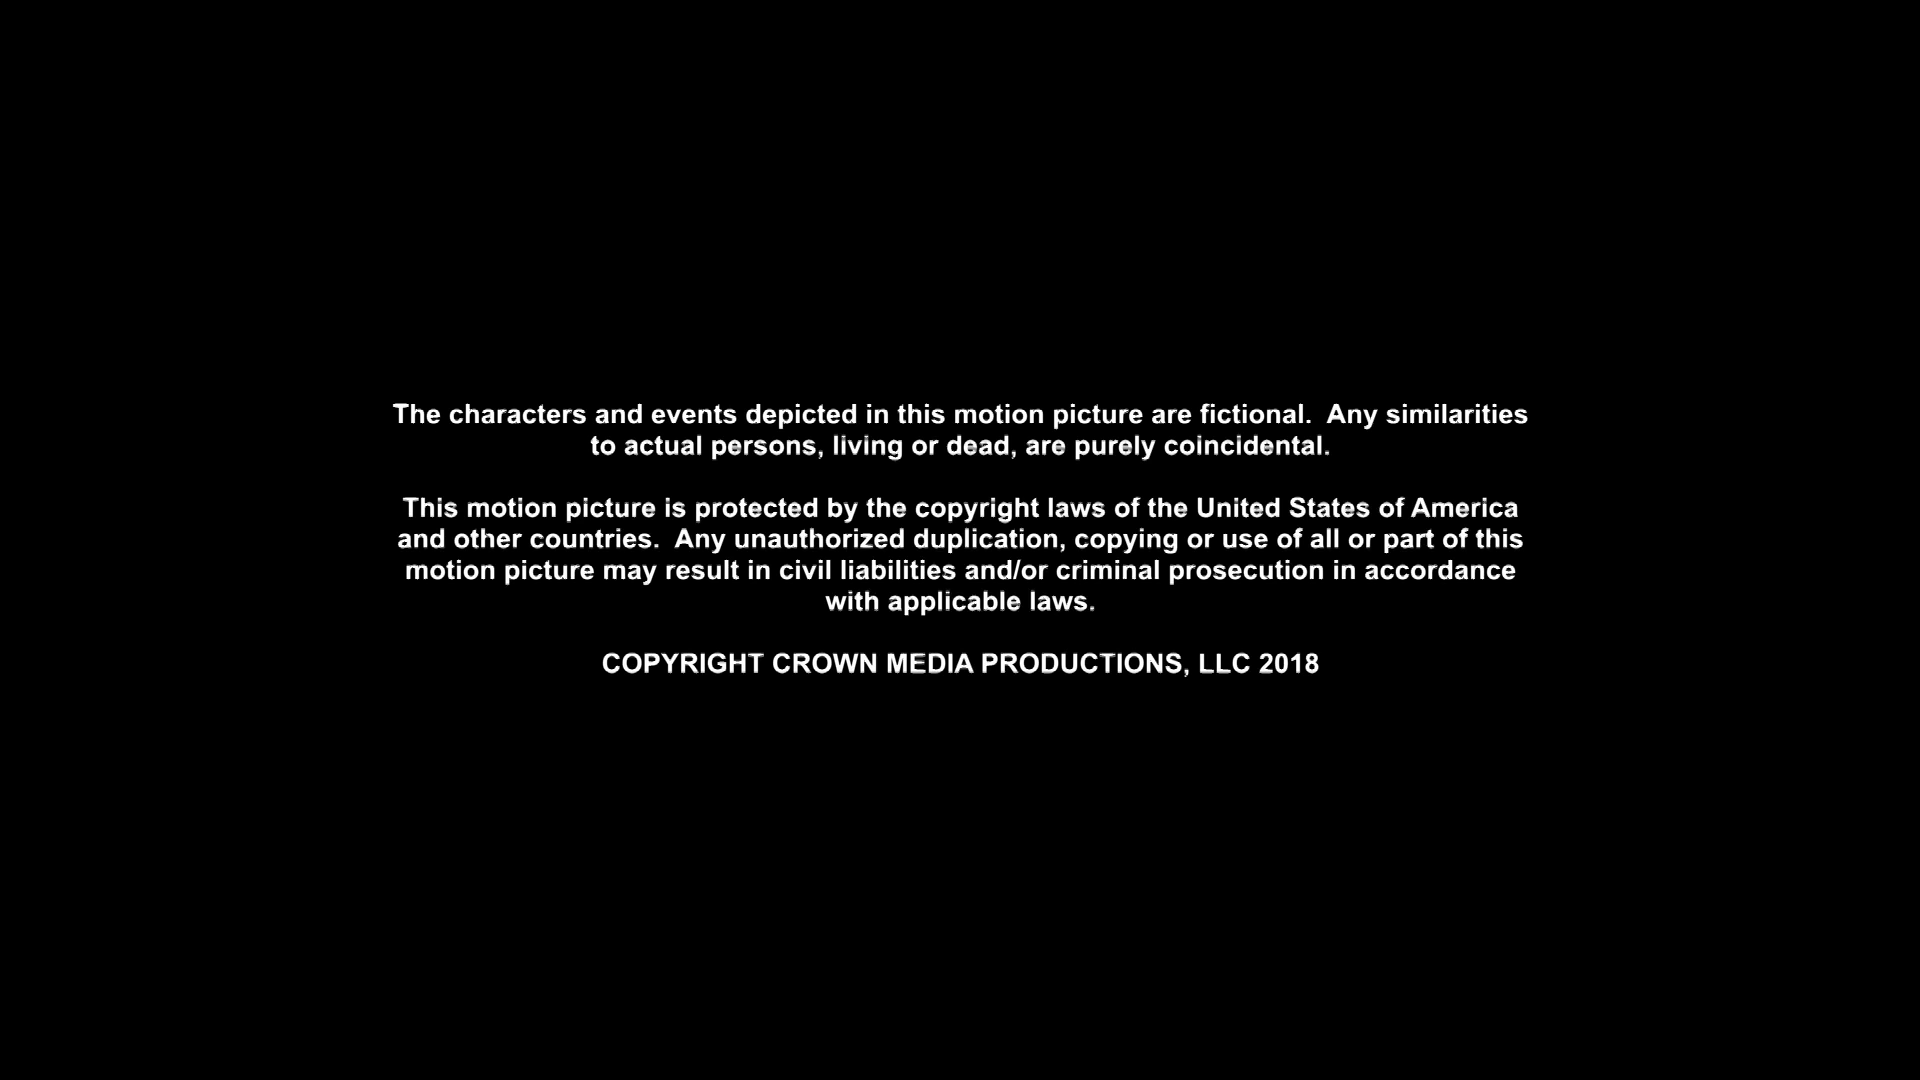 The characters and events depicted in this motion picture are fictional.  Any similarities
to actual persons, living or dead, are purely coincidental.
This motion picture is protected by the copyright laws of the United States of America
and other countries.  Any unauthorized duplication, copying or use of all or part of this
motion picture may result in civil liabilities and/or criminal prosecution in accordance
with applicable laws.
COPYRIGHT CROWN MEDIA PRODUCTIONS, LLC 2018